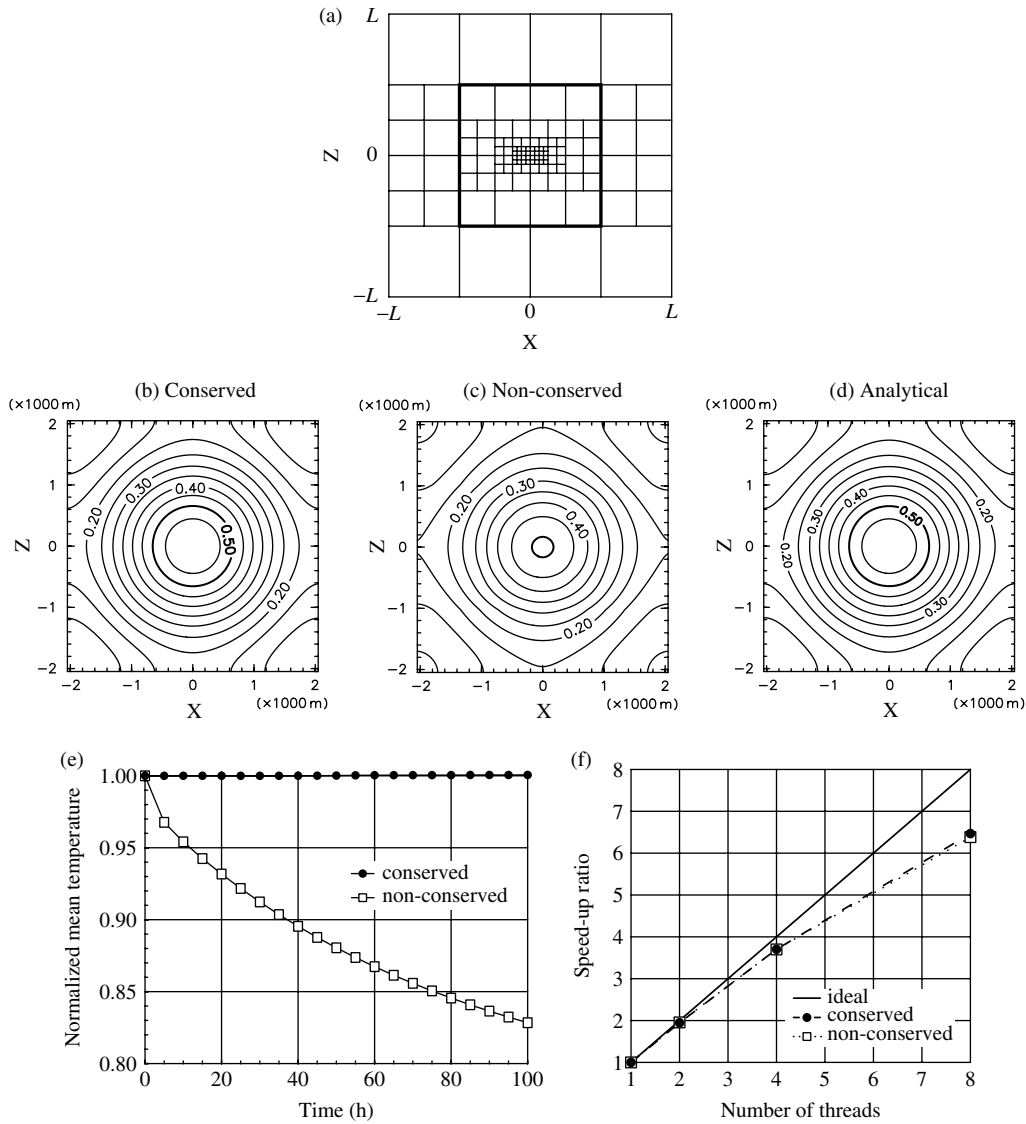 (a)
L
Z
0
−L
−L 0 L
X
(b) Conserved
(×1000 m)
2
1
Z 0
−1
−2
0.30
0.40
0.20
0.50
0.20
−2 −1 0 1 2
X (×1000 m)
(c) Non-conserved
(×1000 m)
2
1
Z 0
−1
−2
0.30
0.20
0.40
0.20
−2 −1 0 1 2
X (×1000 m)
(d) Analytical
(×1000 m)
2
1
Z 0
−1
−2
0.40
0.20
0.30
0.50
0.20
0.30
−2 −1 0 1 2
X (×1000 m)
(e)
Normalized mean temperature
1.00
0.95
0.90
0.85
0.80
conserved
non-conserved
0 20 40 60 80 100
Time (h)
(f)
Speed-up ratio
8
7
6
5
4
3
2
1
ideal
conserved
non-conserved
1 2 3 4 5 6 7 8
Number of threads